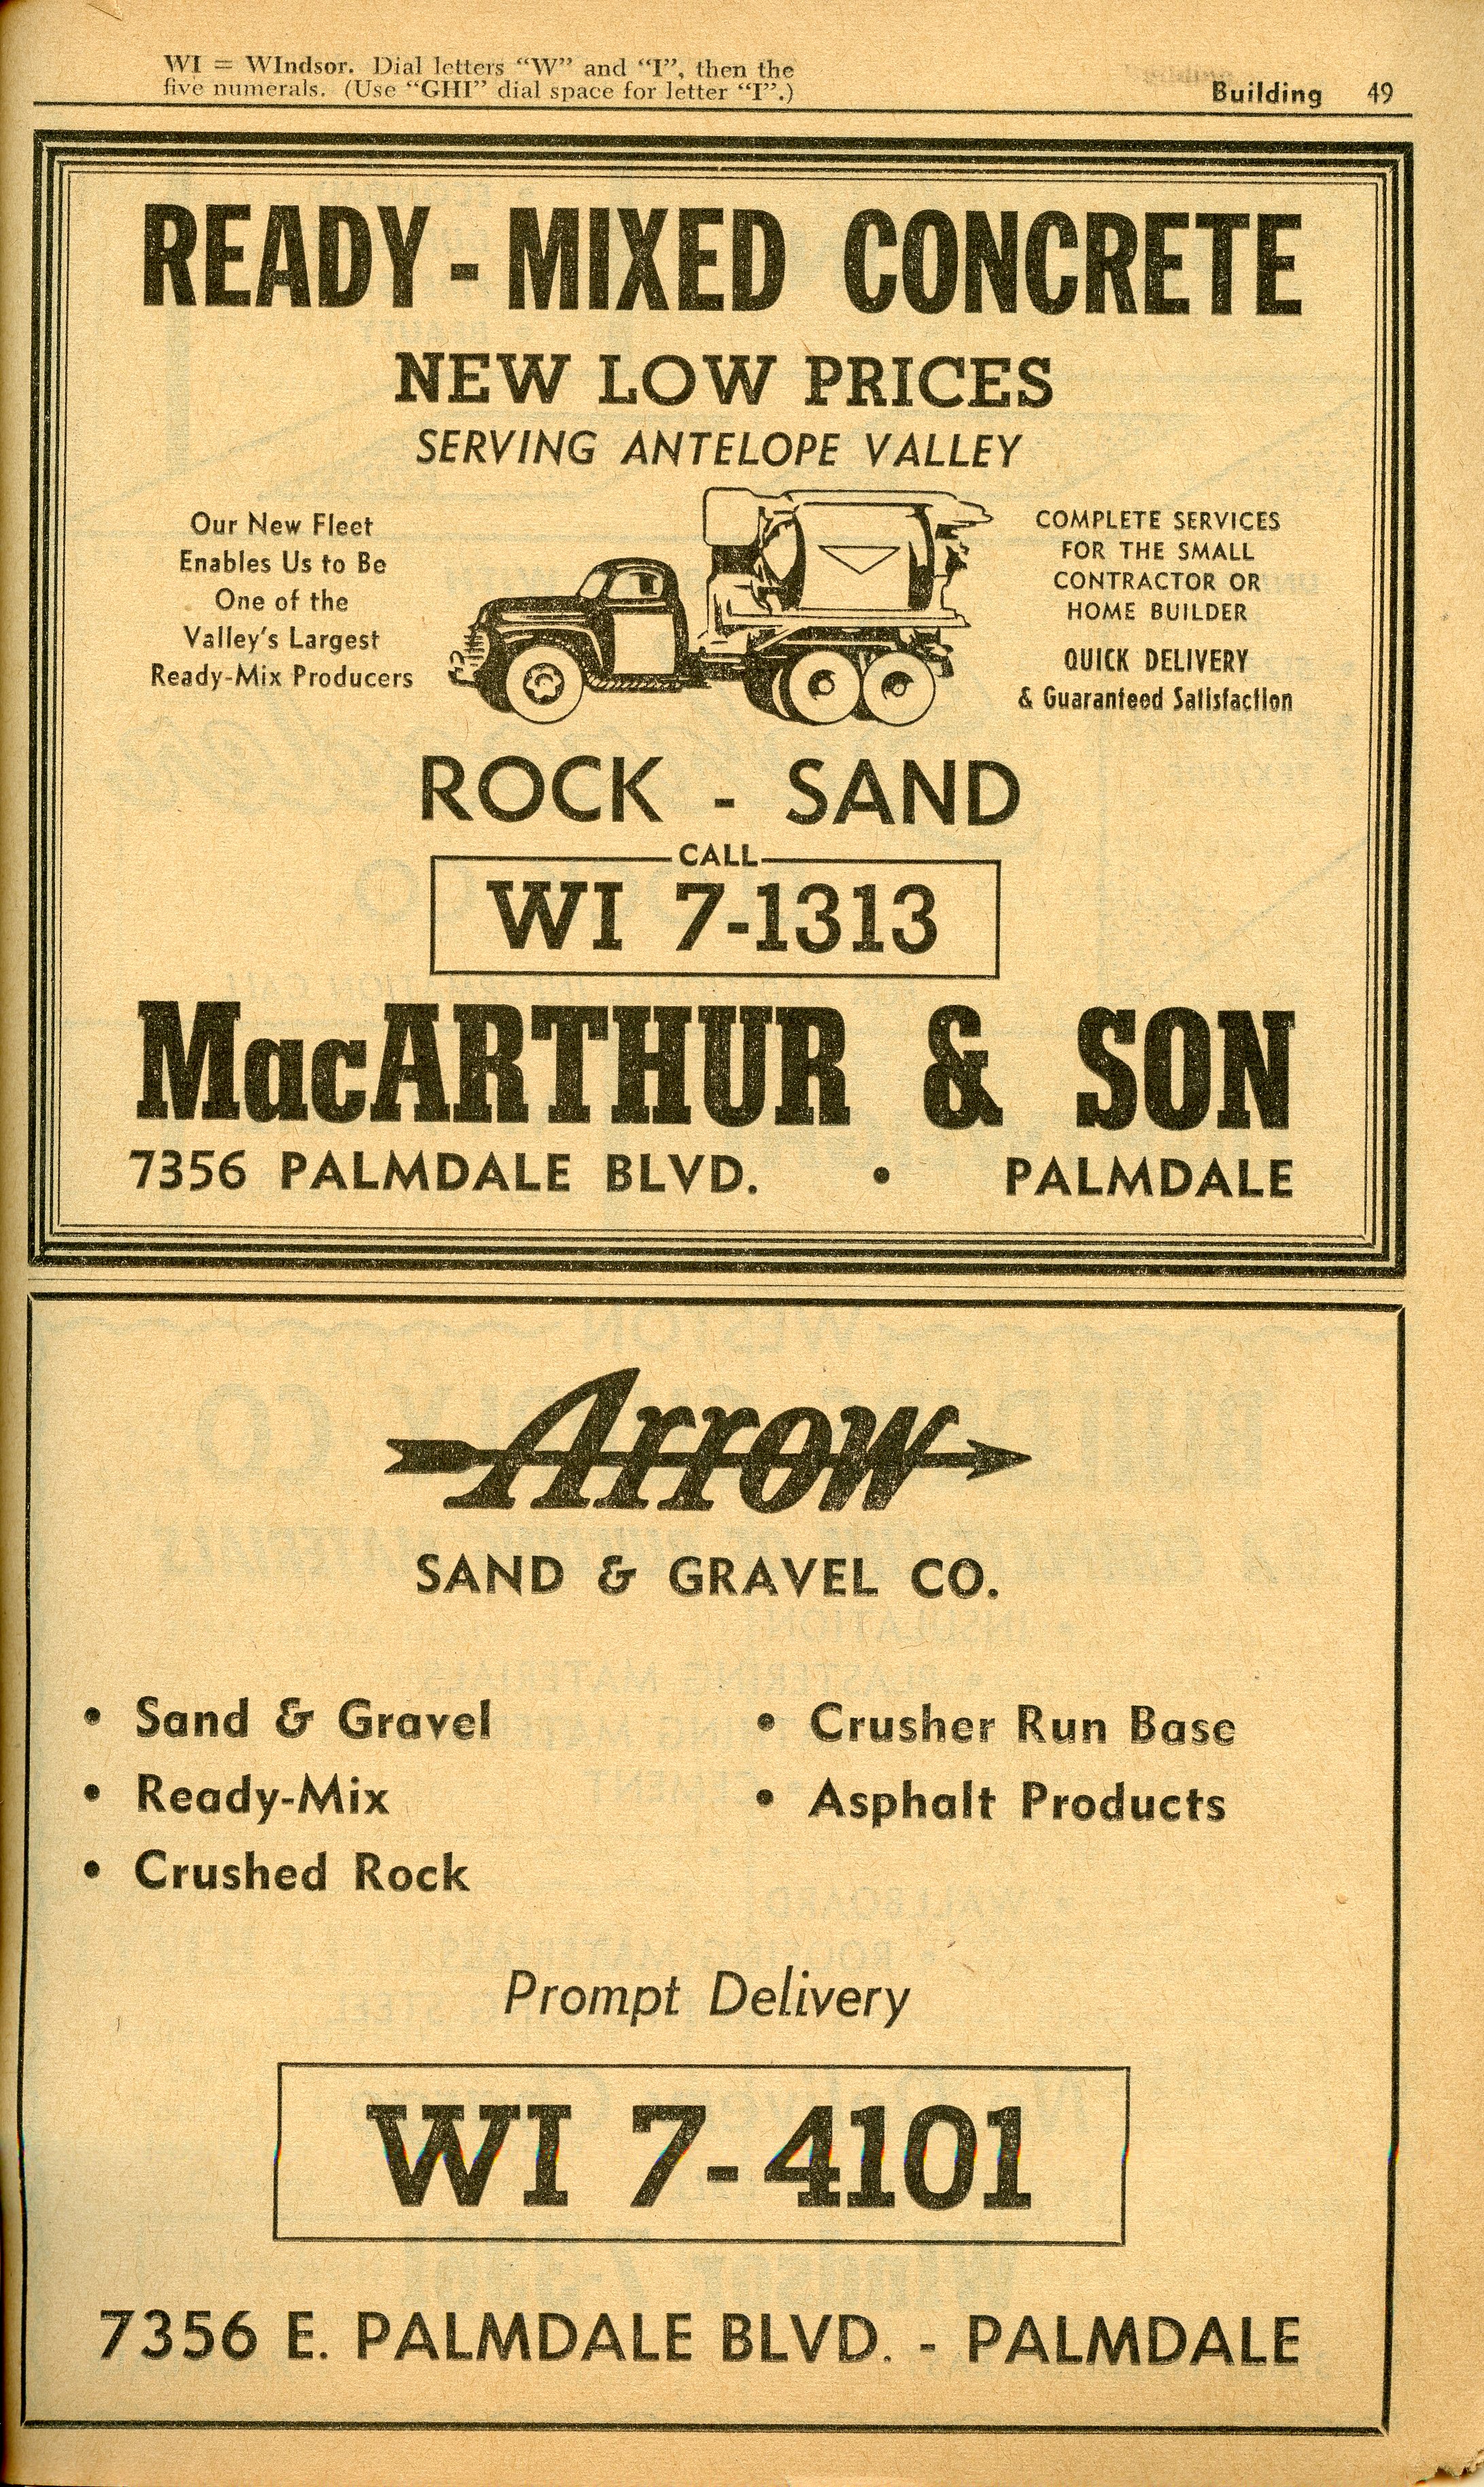 WI = WIndsor. Dial letters “W” and “I”, then the
five numerals. (Use “GHI” dial space for letter “I”.)
Building 49
READY - MIXED CONCRETE
NEW LOW PRICES
SERVING ANTELOPE VALLEY
Our New Fleet
Enables Us to Be
One of the
Valley's Largest
Ready-Mix Producers
COMPLETE SERVICES
FOR THE SMALL
CONTRACTOR OR
HOME BUILDER
QUICK DELIVERY
& Guaranteed Satisfaction
ROCK - SAND
CALL
WI 7-1313
MacARTHUR & SON
7356 PALMDALE BLVD. • PALMDALE
Arrow
SAND & GRAVEL CO.
• Sand & Gravel
• Ready-Mix
• Crushed Rock
• Crusher Run Base
• Asphalt Products
Prompt Delivery
WI 7-4101
7356 E. PALMDALE BLVD. - PALMDALE